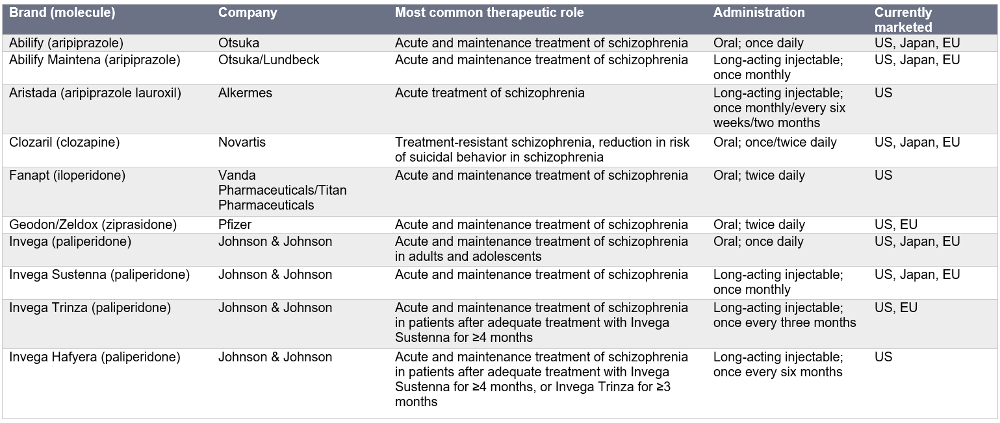 Brand (molecule) Company Most common therapeutic role Administration Currently
marketed
Abilify (aripiprazole) Otsuka Acute and maintenance treatment of schizophrenia Oral; once daily US, Japan, EU
Abilify Maintena (aripiprazole) Otsuka/Lundbeck Acute and maintenance treatment of schizophrenia Long-acting injectable; US, Japan, EU
once monthly
Aristada (aripiprazole lauroxil) Alkermes Acute treatment of schizophrenia Long-acting injectable; US
once monthly/every six
weeks/two months
Clozaril (clozapine) Novartis Treatment-resistant schizophrenia, reduction in risk Oral; once/twice daily US, Japan, EU
of suicidal behavior in schizophrenia
Fanapt (iloperidone) Vanda Acute and maintenance treatment of schizophrenia Oral; twice daily US
Pharmaceuticals/Titan
Pharmaceuticals
Geodon/Zeldox (ziprasidone) Pfizer Acute and maintenance treatment of schizophrenia Oral; twice daily US, EU
Invega (paliperidone) Johnson & Johnson Acute and maintenance treatment of schizophrenia Oral; once daily US, Japan, EU
in adults and adolescents
Invega Sustenna (paliperidone) Johnson & Johnson Acute and maintenance treatment of schizophrenia Long-acting injectable; US, Japan, EU
once monthly
Invega Trinza (paliperidone) Johnson & Johnson Acute and maintenance treatment of schizophrenia Long-acting injectable; US, EU
in patients after adequate treatment with Invega once every three months
Sustenna for ≥4 months
Invega Hafyera (paliperidone) Johnson & Johnson Acute and maintenance treatment of schizophrenia Long-acting injectable; US
in patients after adequate treatment with Invega once every six months
Sustenna for ≥4 months, or Invega Trinza for ≥3
months